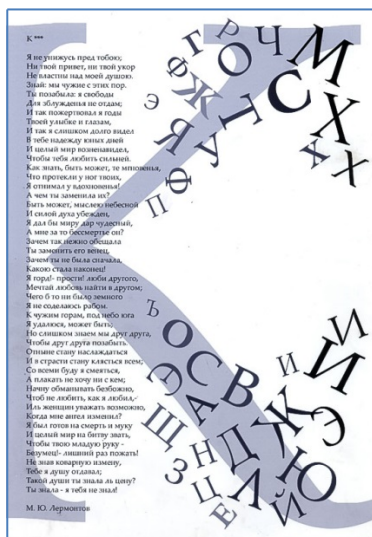 К ***
Я не унижусь пред тобою;
Ни твой привет, ни твой укор
Не властны над моей душою.
Знай: мы чужие с этих пор.
Ты позабыла: я свободы
Для зблужденья не отдам;
И так пожертвовал я годы
Твоей улыбке и глазам,
И так я слишком долго видел
В тебе надежду юных дней
И целый мир возненавидел,
Чтобы тебя любить сильней.
Как знать, быть может, те мгновенья,
Что протекли у ног твоих,
Я отнимал у вдохновенья!
А чем ты заменила их?
Быть может, мыслею небесной
И силой духа убежден,
Я дал бы миру дар чудесный,
А мне за то бессмертье он?
Зачем так нежно обещала
Ты заменить его венец,
Зачем ты не была сначала,
Какою стала наконец!
Я горд!- прости! люби другого,
Мечтай любовь найти в другом;
Чего б то ни было земного
Я не соделаюсь рабом.
К чужим горам, под небо юга
Я удалюся, может быть;
Но слишком знаем мы друг друга,
Чтобы друг друга позабыть.
Отныне стану наслаждаться
И в страсти стану клясться всем;
Со всеми буду я смеяться,
А плакать не хочу ни с кем;
Начну обманывать безбожно,
Чтоб не любить, как я любил,-
Иль женщин уважать возможно,
Когда мне ангел изменил?
Я был готов на смерть и муку
И целый мир на битву звать,
Чтобы твою младую руку -
Безумец!- лишний раз пожать!
Не знав коварную измену,
Тебе я душу отдавал;
Такой души ты знала ль цену?
Ты знала - я тебя не знал!
М. Ю. Лермонтов
Р
Г О Ч М
Ф Ж С Х
Э Я У Т Х Х
П Ф
Ъ О С В И И
Э А Ж Э
Щ Н Д Ю
З Ц Л Й
Е